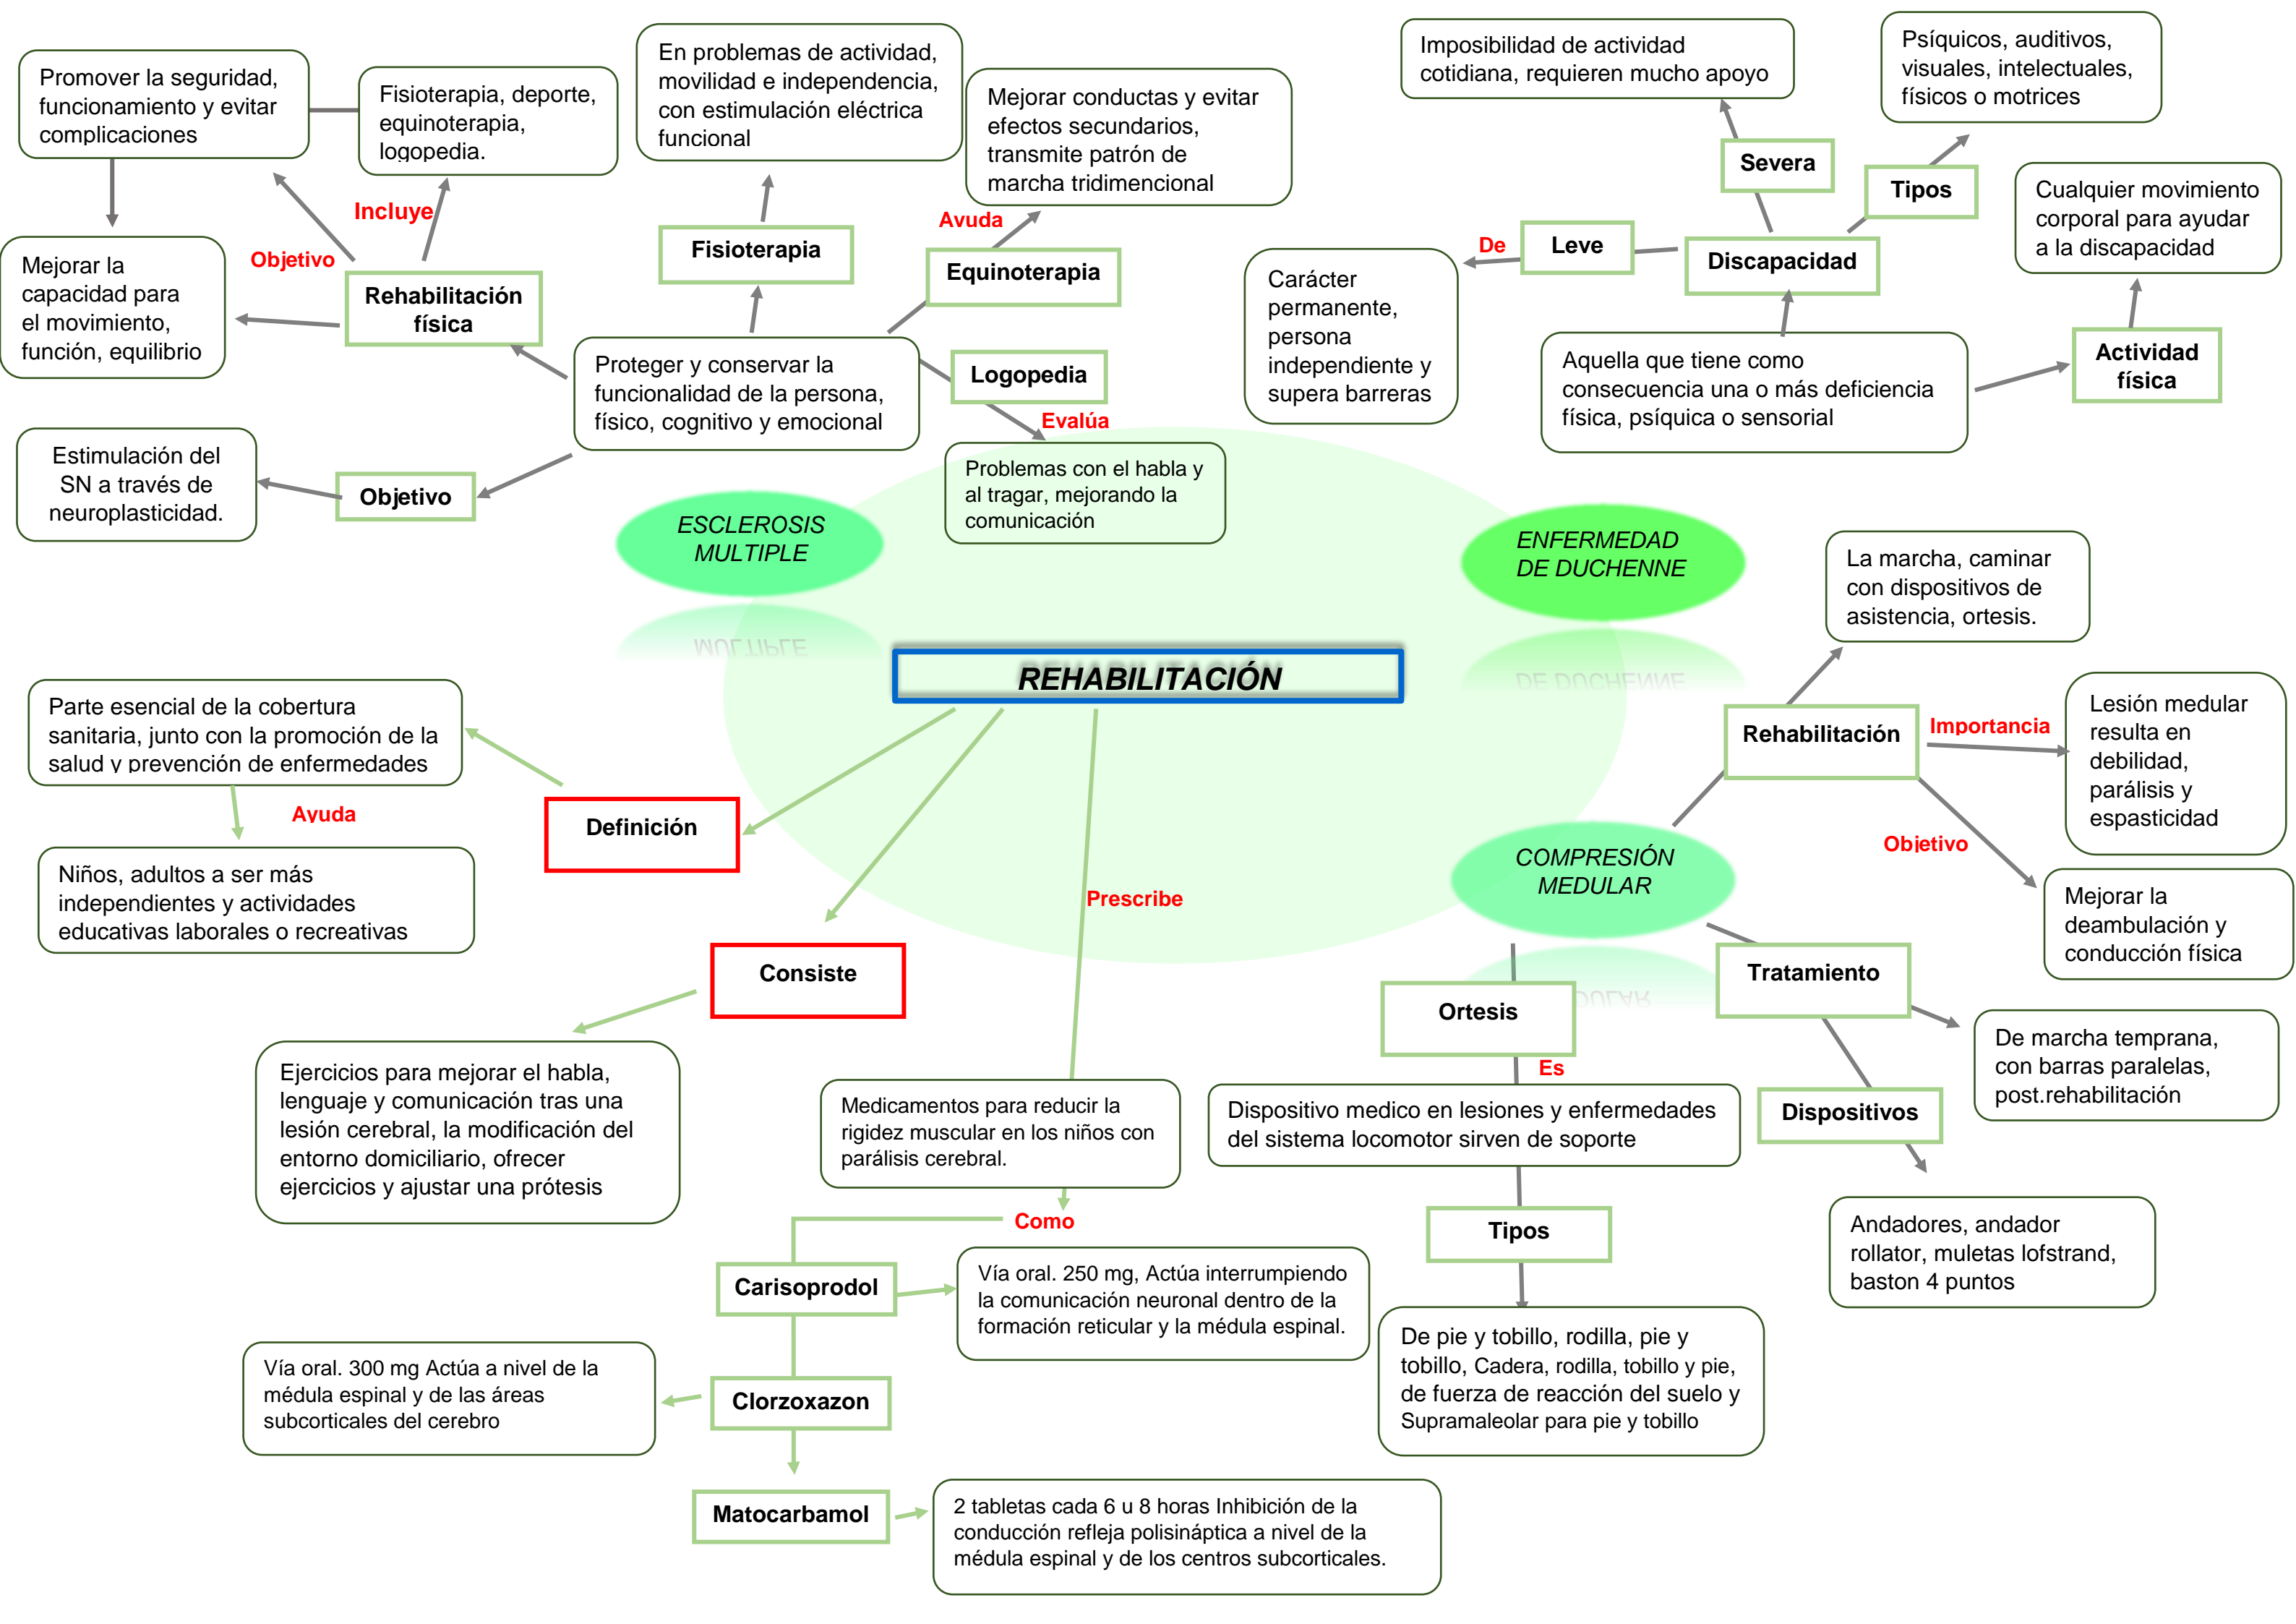 Promover la seguridad,
funcionamiento y evitar
complicaciones
Fisioterapia, deporte,
equinoterapia,
logopedia.
En problemas de actividad,
movilidad e independencia,
con estimulación eléctrica
funcional
Mejorar conductas y evitar
efectos secundarios,
transmite patrón de
marcha tridimencional
Imposibilidad de actividad
cotidiana, requieren mucho apoyo
Psíquicos, auditivos,
visuales, intelectuales,
físicos o motrices
Severa
Tipos
Cualquier movimiento
corporal para ayudar
a la discapacidad
Incluye
Objetivo
Ayuda
De
Leve
Discapacidad
Fisioterapia
Equinoterapia
Mejorar la
capacidad para
el movimiento,
función, equilibrio
Rehabilitación
física
Carácter
permanente,
persona
independiente y
supera barreras
Aquella que tiene como
consecuencia una o más deficiencia
física, psíquica o sensorial
Actividad
física
Proteger y conservar la
funcionalidad de la persona,
físico, cognitivo y emocional
Logopedia
Evalúa
Problemas con el habla y
al tragar, mejorando la
comunicación
Estimulación del
SN a través de
neuroplasticidad.
Objetivo
ESCLEROSIS
MULTIPLE
ENFERMEDAD
DE DUCHENNE
La marcha, caminar
con dispositivos de
asistencia, ortesis.
REHABILITACIÓN
Parte esencial de la cobertura
sanitaria, junto con la promoción de la
salud y prevención de enfermedades
Ayuda
Niños, adultos a ser más
independientes y actividades
educativas laborales o recreativas
Definición
Rehabilitación
Importancia
Lesión medular
resulta en
debilidad,
parálisis y
espasticidad
Objetivo
Mejorar la
deambulación y
conducción física
COMPRESIÓN
MEDULAR
Prescribe
Consiste
Ortesis
Tratamiento
Es
De marcha temprana,
con barras paralelas,
post.rehabilitación
Dispositivos
Ejercicios para mejorar el habla,
lenguaje y comunicación tras una
lesión cerebral, la modificación del
entorno domiciliario, ofrecer
ejercicios y ajustar una prótesis
Medicamentos para reducir la
rigidez muscular en los niños con
parálisis cerebral.
Dispositivo medico en lesiones y enfermedades
del sistema locomotor sirven de soporte
Como
Tipos
Andadores, andador
rollator, muletas lofstrand,
baston 4 puntos
Carisoprodol
Vía oral. 250 mg, Actúa interrumpiendo
la comunicación neuronal dentro de la
formación reticular y la médula espinal.
De pie y tobillo, rodilla, pie y
tobillo, Cadera, rodilla, tobillo y pie,
de fuerza de reacción del suelo y
Supramaleolar para pie y tobillo
Vía oral. 300 mg Actúa a nivel de la
médula espinal y de las áreas
subcorticales del cerebro
Clorzoxazon
Matocarbamol
2 tabletas cada 6 u 8 horas Inhibición de la
conducción refleja polisináptica a nivel de la
médula espinal y de los centros subcorticales.